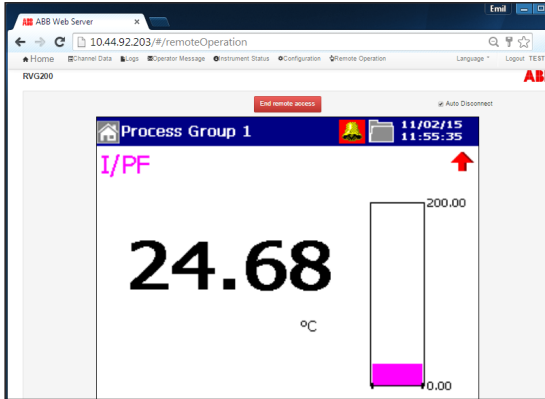 Emil
ABB ABB Web Server
10.44.92.203/#/remoteOperation
Home Channel Data Logs Operator Message Instrument Status Configuration Remote Operation Language Logout TEST
RVG200
ABB
End remote access
Auto Disconnect
Process Group 1
11/02/15
11:55:35
I/PF
200.00
24.68
°C
0.00